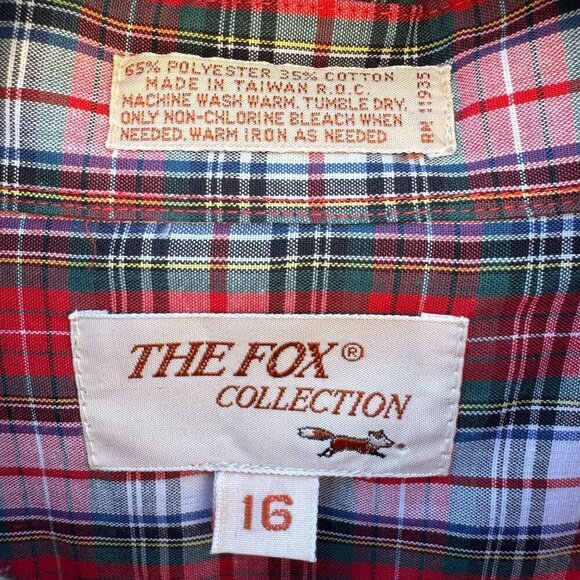 65% POLYESTER 35% COTTON
MADE IN TAIWAN R.O.C.
MACHINE WASH WARM. TUMBLE DRY.
ONLY NON-CHLORINE BLEACH WHEN
NEEDED. WARM IRON AS NEEDED
RN 11935
THE FOX®
COLLECTION
16